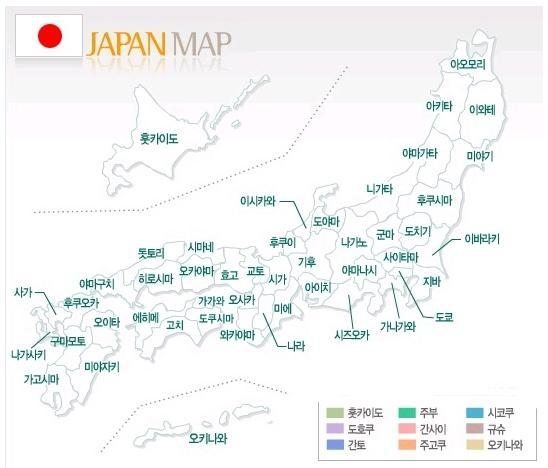 JAPAN MAP
아오모리
아키타
이와테
홋카이도
야마가타
미야기
니가타
후쿠시마
이시카와
도야마
군마
도치기
후쿠이
나가노
이바라키
돗토리
시마네
기후
사이타마
야마구치
히로시마
오카야마
효고
교토
시가
야마나시
지바
사가
후쿠오카
가가와
오사카
아이치
미에
도쿄
오이타
에히메
고치
도쿠시마
와카야마
시즈오카
가나가와
나가사키
구마모토
나라
미야자키
가고시마
오키나와
홋카이도
주부
시코쿠
도호쿠
간사이
규슈
간토
주고쿠
오키나와